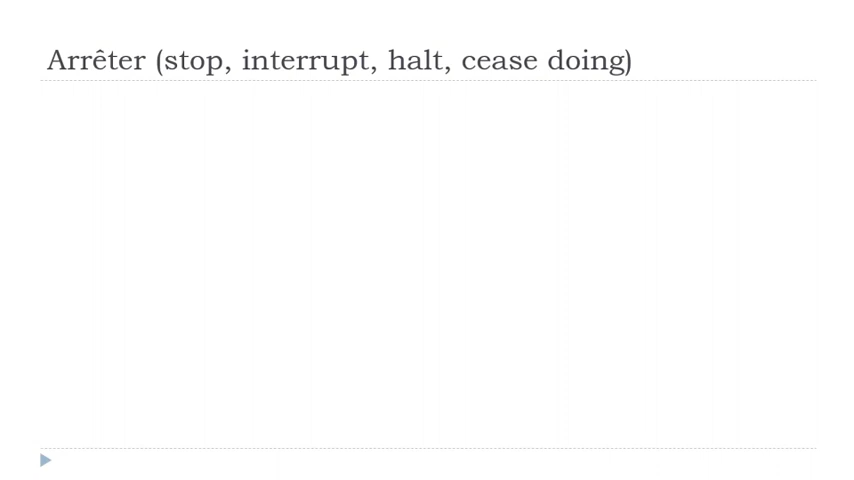 Arrêter (stop, interrupt, halt, cease doing)